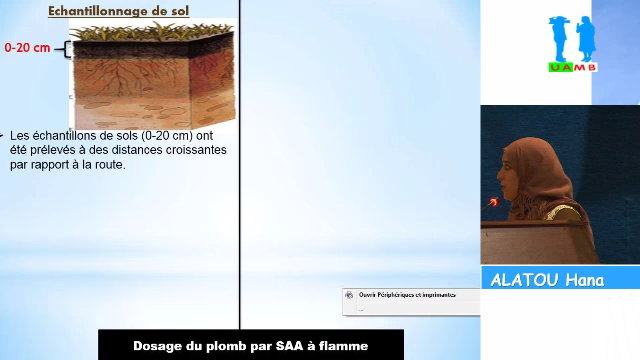 Echantillonnage de sol
0-20 cm
Les échantillons de sols (0-20 cm) ont
été prélevés à des distances croissantes
par rapport à la route.
Ouvrir Périphériques et imprimantes
...
Dosage du plomb par SAA à flamme
UAMB
ALATOU Hana